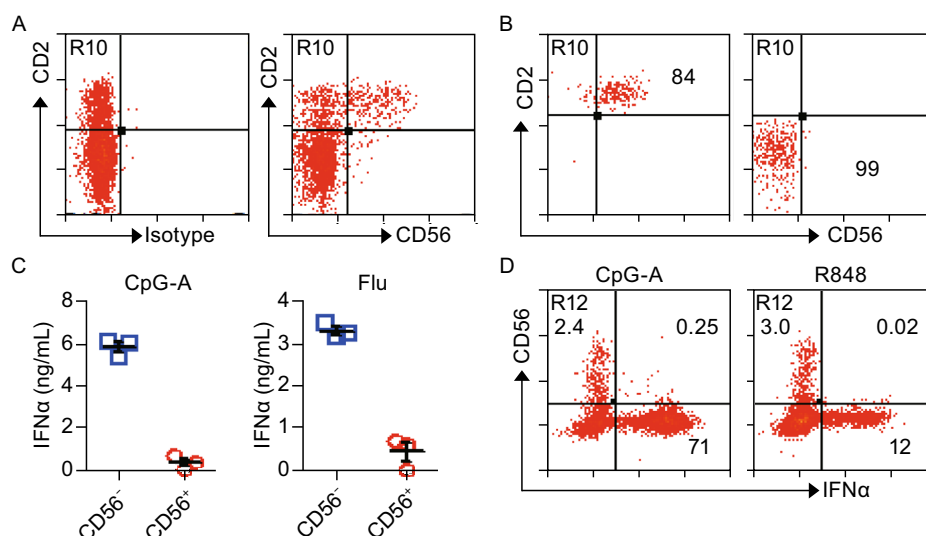 A
R10
CD2
Isotype
R10
CD2
CD56
B
R10
CD2
84
R10
99
CD56
C
CpG-A
IFNα (ng/mL)
8
6
4
2
0
CD56⁻
CD56⁺
Flu
IFNα (ng/mL)
4
3
2
1
0
CD56⁻
CD56⁺
D
CpG-A
R12
2.4
0.25
71
CD56
R848
R12
3.0
0.02
12
IFNα